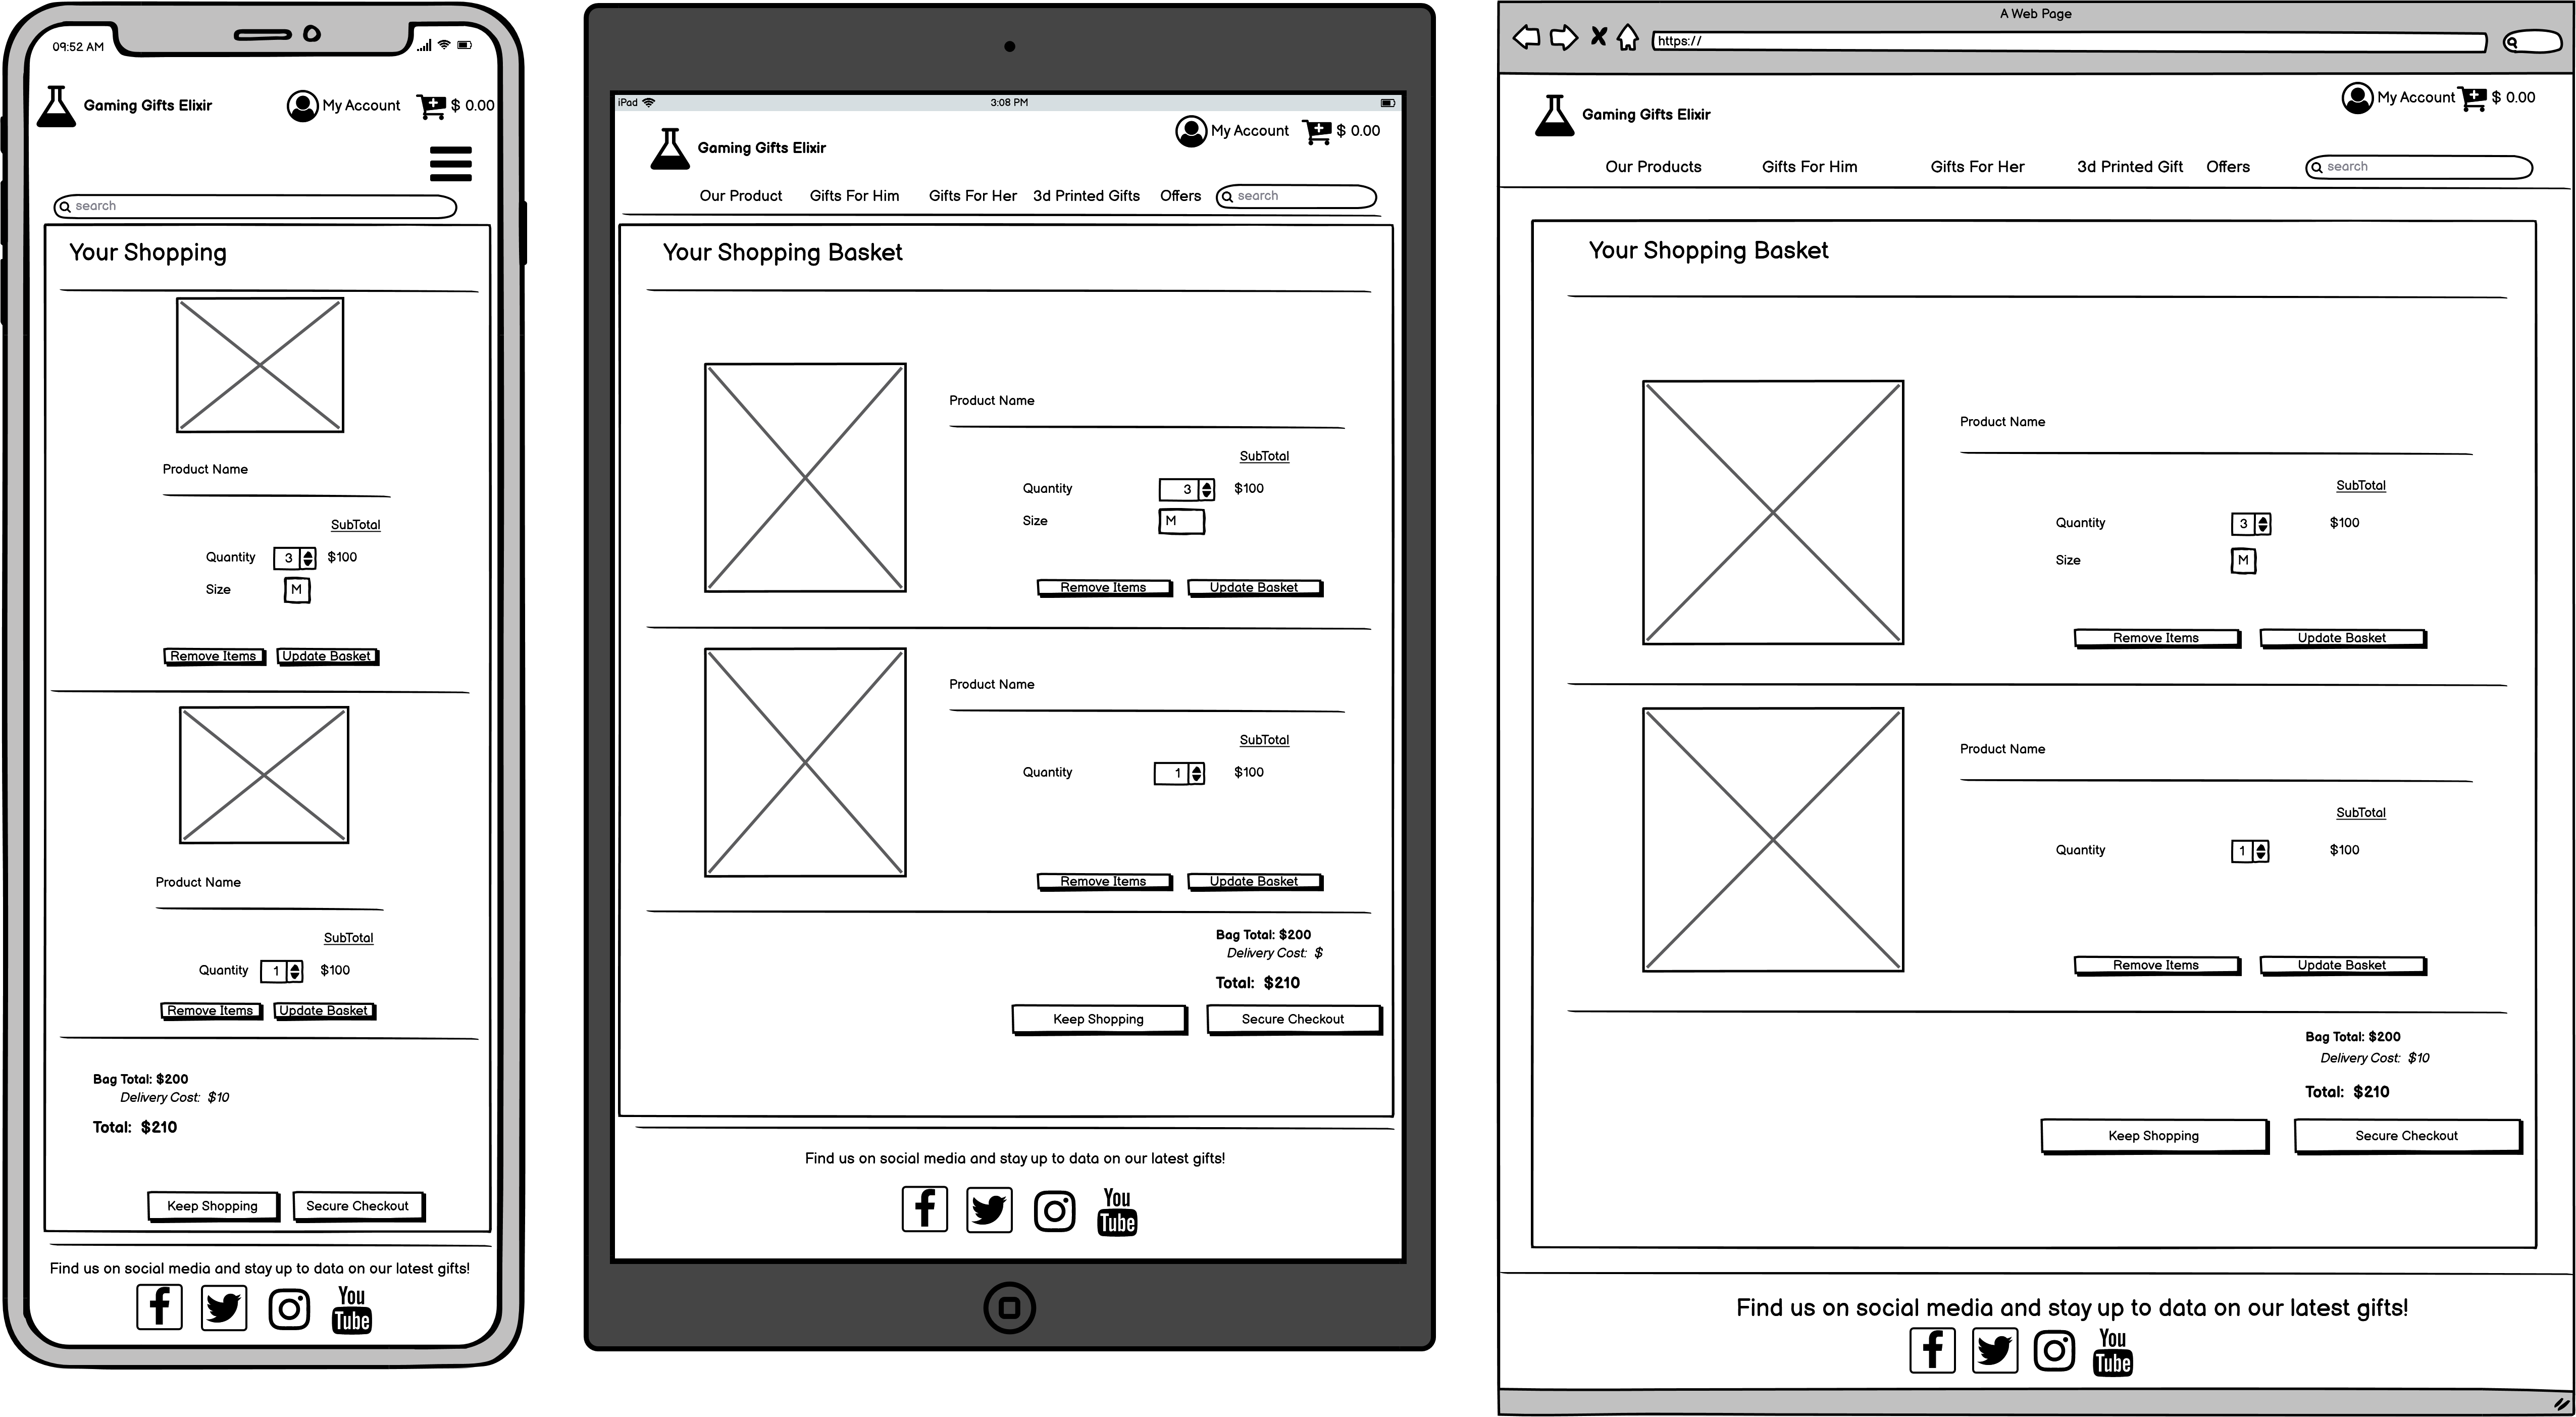 09:52 AM
Gaming Gifts Elixir
My Account
$ 0.00
search
Your Shopping
Product Name
SubTotal
Quantity 3 $100
Size M
Remove Items Update Basket
Product Name
SubTotal
Quantity 1 $100
Remove Items Update Basket
Bag Total: $200
Delivery Cost: $10
Total: $210
Keep Shopping Secure Checkout
Find us on social media and stay up to data on our latest gifts!
f
You
Tube
iPad 3:08 PM
My Account $ 0.00
Gaming Gifts Elixir
Our Product Gifts For Him Gifts For Her 3d Printed Gifts Offers search
Your Shopping Basket
Product Name
SubTotal
Quantity 3 $100
Size M
Remove Items Update Basket
Product Name
SubTotal
Quantity 1 $100
Remove Items Update Basket
Bag Total: $200
Delivery Cost: $
Total: $210
Keep Shopping Secure Checkout
Find us on social media and stay up to data on our latest gifts!
f
You
Tube
A Web Page
https://
My Account $ 0.00
Gaming Gifts Elixir
Our Products Gifts For Him Gifts For Her 3d Printed Gift Offers search
Your Shopping Basket
Product Name
SubTotal
Quantity 3 $100
Size M
Remove Items Update Basket
Product Name
SubTotal
Quantity 1 $100
Remove Items Update Basket
Bag Total: $200
Delivery Cost: $10
Total: $210
Keep Shopping Secure Checkout
Find us on social media and stay up to data on our latest gifts!
f
You
Tube